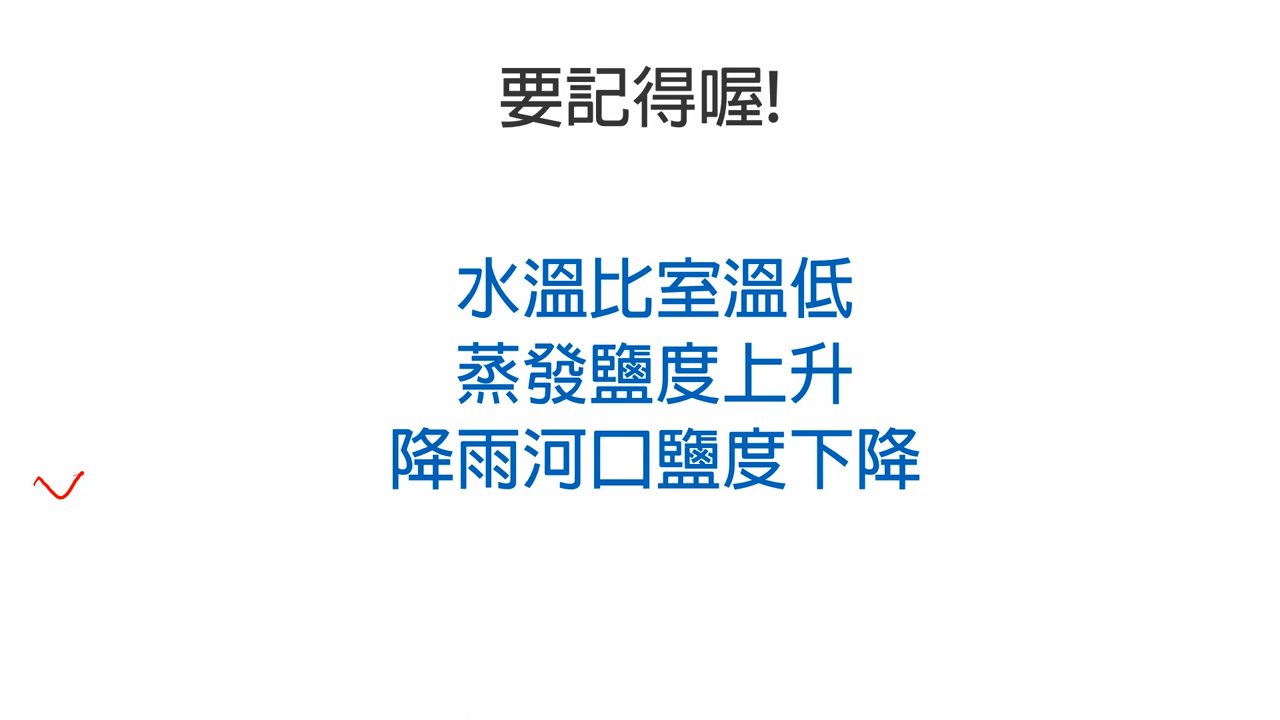 要記得喔!
水溫比室溫低
蒸發鹽度上升
降雨河口鹽度下降